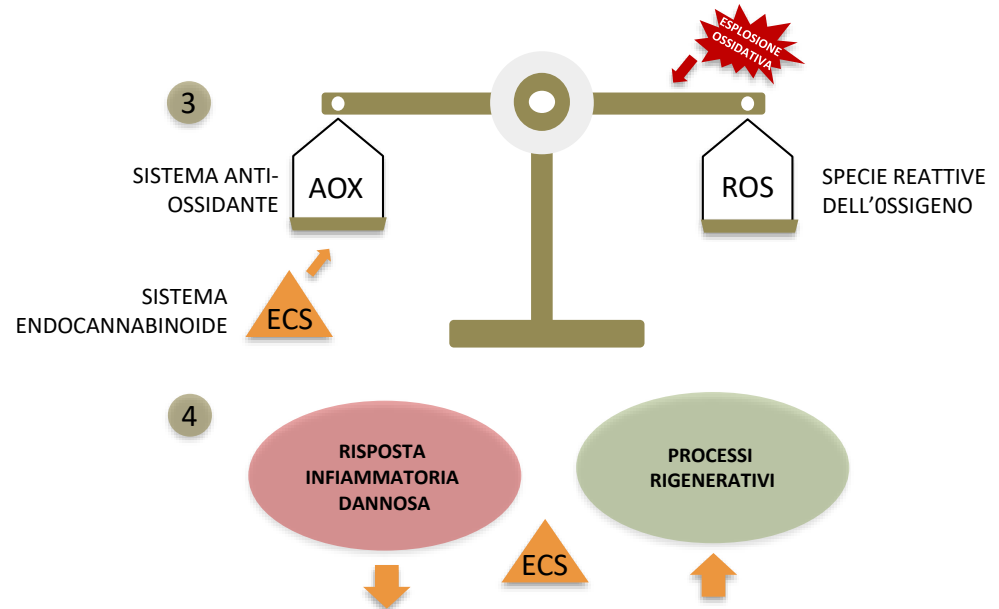 ESPLOSIONE
OSSIDATIVA
3
SISTEMA ANTI-
OSSIDANTE
AOX
ROS
SPECIE REATTIVE
DELL'0SSIGENO
SISTEMA
ENDOCANNABINOIDE
ECS
4
RISPOSTA
INFIAMMATORIA
DANNOSA
PROCESSI
RIGENERATIVI
ECS